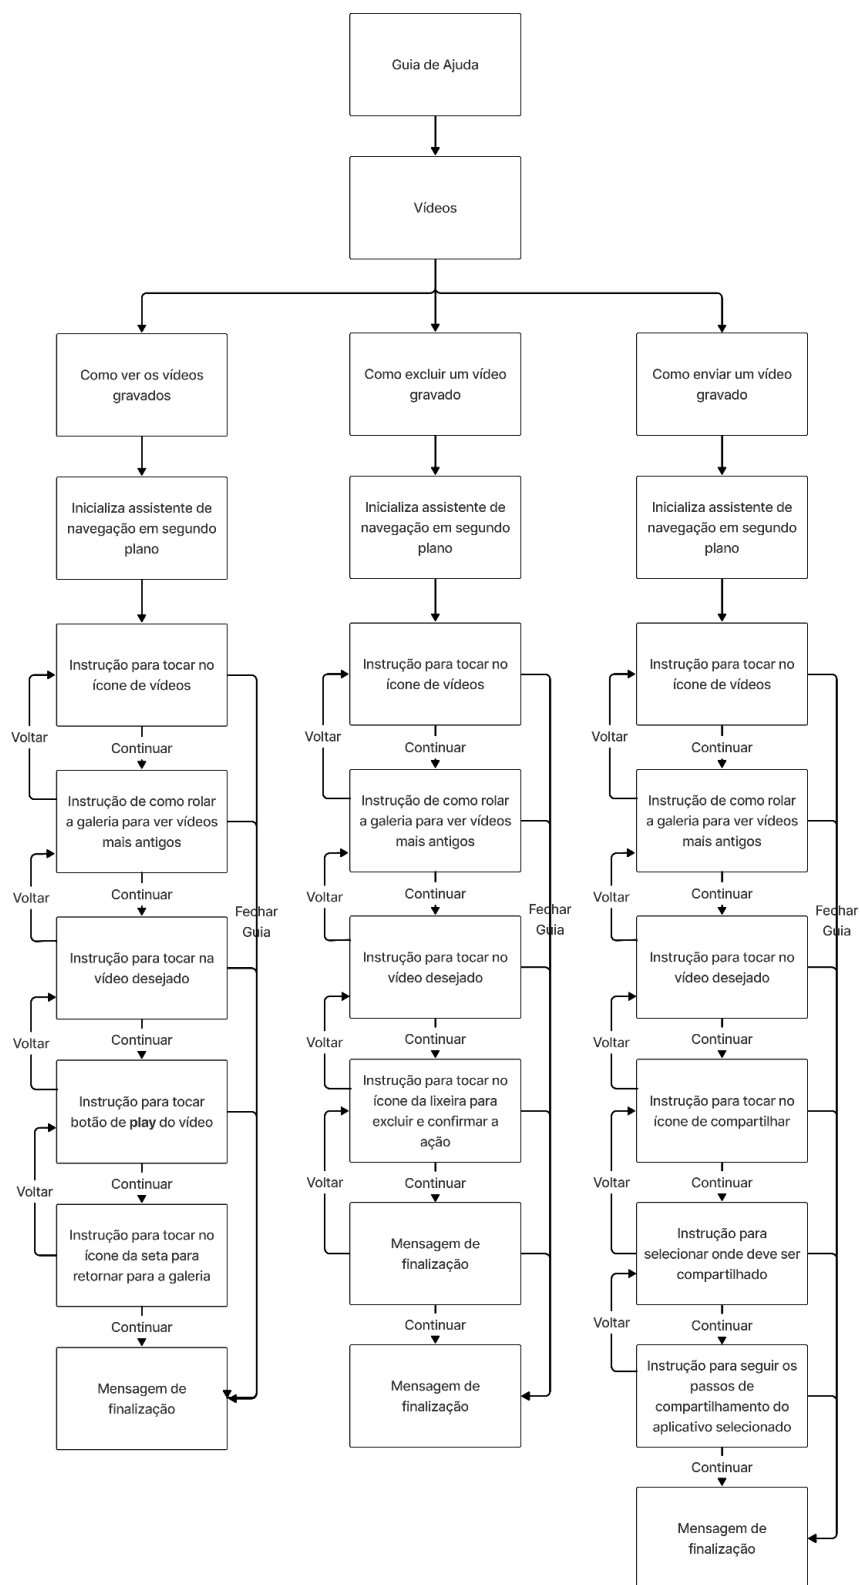 Guia de Ajuda
Vídeos
Como ver os vídeos
gravados
Como excluir um vídeo
gravado
Como enviar um vídeo
gravado
Inicializa assistente de
navegação em segundo
plano
Inicializa assistente de
navegação em segundo
plano
Inicializa assistente de
navegação em segundo
plano
Instrução para tocar no
ícone de vídeos
Instrução para tocar no
ícone de vídeos
Instrução para tocar no
ícone de vídeos
Voltar
Continuar
Voltar
Continuar
Voltar
Continuar
Instrução de como rolar
a galeria para ver vídeos
mais antigos
Instrução de como rolar
a galeria para ver vídeos
mais antigos
Instrução de como rolar
a galeria para ver vídeos
mais antigos
Voltar
Continuar
Fechar
Guia
Voltar
Continuar
Fechar
Guia
Voltar
Continuar
Fechar
Guia
Instrução para tocar na
vídeo desejado
Instrução para tocar no
vídeo desejado
Instrução para tocar no
vídeo desejado
Voltar
Continuar
Voltar
Continuar
Voltar
Continuar
Instrução para tocar
botão de play do vídeo
Instrução para tocar no
ícone da lixeira para
excluir e confirmar a
ação
Instrução para tocar no
ícone de compartilhar
Voltar
Continuar
Voltar
Continuar
Voltar
Continuar
Instrução para tocar no
ícone da seta para
retornar para a galeria
Mensagem de
finalização
Instrução para
selecionar onde deve ser
compartilhado
Continuar
Continuar
Voltar
Continuar
Mensagem de
finalização
Mensagem de
finalização
Instrução para seguir os
passos de
compartilhamento do
aplicativo selecionado
Continuar
Mensagem de
finalização